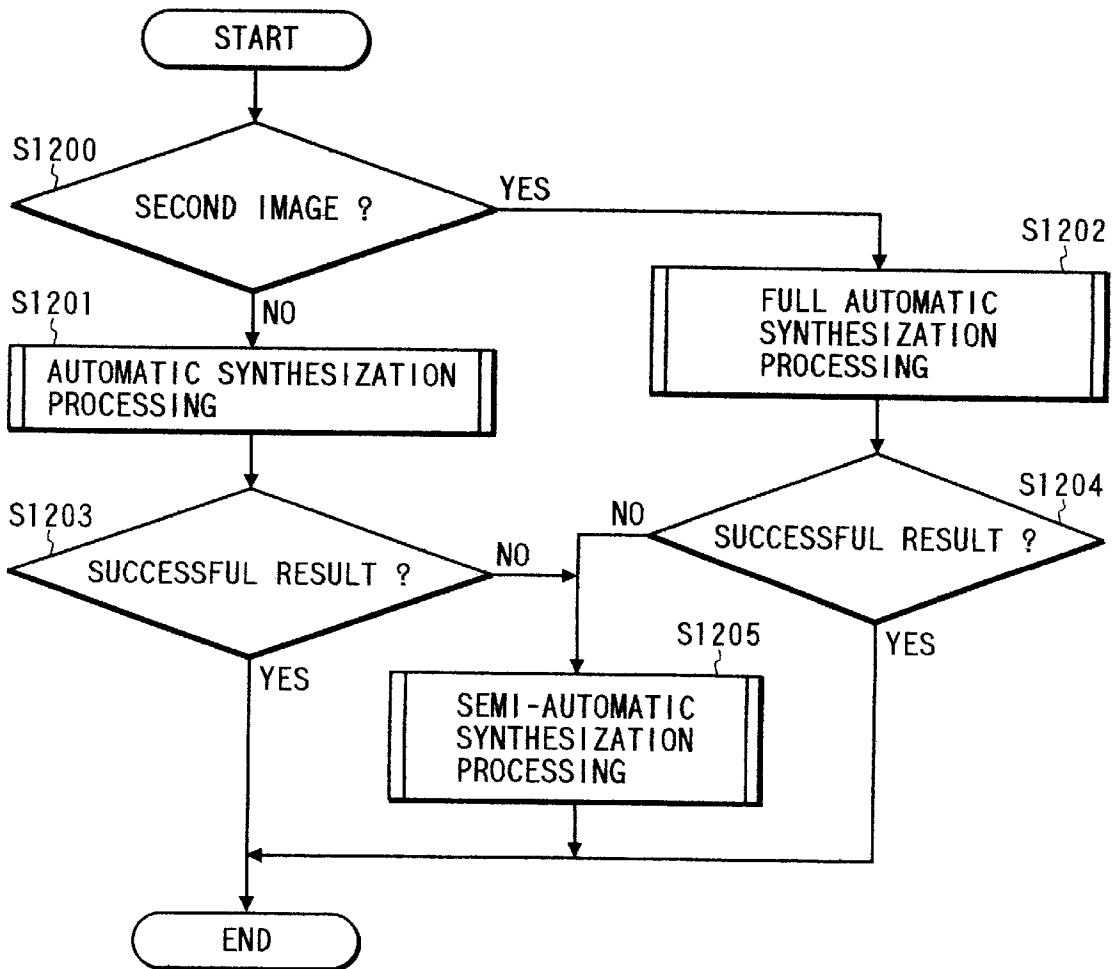 START
S1200
SECOND IMAGE ?
YES
S1202
NO
S1201
FULL AUTOMATIC
SYNTHESIZATION
PROCESSING
AUTOMATIC SYNTHESIZATION
PROCESSING
S1203
SUCCESSFUL RESULT ?
NO
YES
NO
S1204
SUCCESSFUL RESULT ?
YES
S1205
SEMI-AUTOMATIC
SYNTHESIZATION
PROCESSING
END